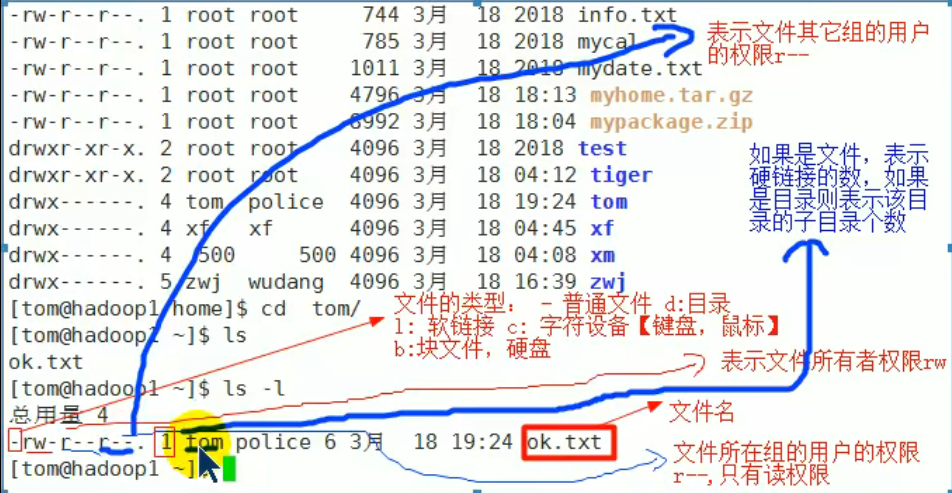 -rw-r--r--. 1 root root 744 3月 18 2018 info.txt
-rw-r--r--. 1 root root 785 3月 18 2018 mycal
-rw-r--r--. 1 root root 1011 3月 18 2018 mydate.txt
-rw-r--r--. 1 root root 4796 3月 18 18:13 myhome.tar.gz
-rw-r--r--. 1 root root 8992 3月 18 18:04 mypackage.zip
drwxr-xr-x. 2 root root 4096 3月 18 2018 test
drwxr-xr-x. 2 root root 4096 3月 18 04:12 tiger
drwx------. 4 tom police 4096 3月 18 19:24 tom
drwx------. 4 xf xf 4096 3月 18 04:45 xf
drwx------. 4 500 500 4096 3月 18 04:08 xm
drwx------. 5 zwj wudang 4096 3月 18 16:39 zwj
[tom@hadoop1 home]$ cd tom/
[tom@hadoop1 ~]$ ls
ok.txt
[tom@hadoop1 ~]$ ls -l
总用量 4
-rw-r--r--. 1 tom police 6 3月 18 19:24 ok.txt
[tom@hadoop1 ~]$
表示文件其它组的用户
的权限r--
如果是文件，表示
硬链接的数，如果
是目录则表示该目
录的子目录个数
文件的类型： - 普通文件 d:目录
l: 软链接 c: 字符设备【键盘，鼠标】
b:块文件，硬盘
表示文件所有者权限rw
文件名
文件所在组的用户的权限
r--,只有读权限